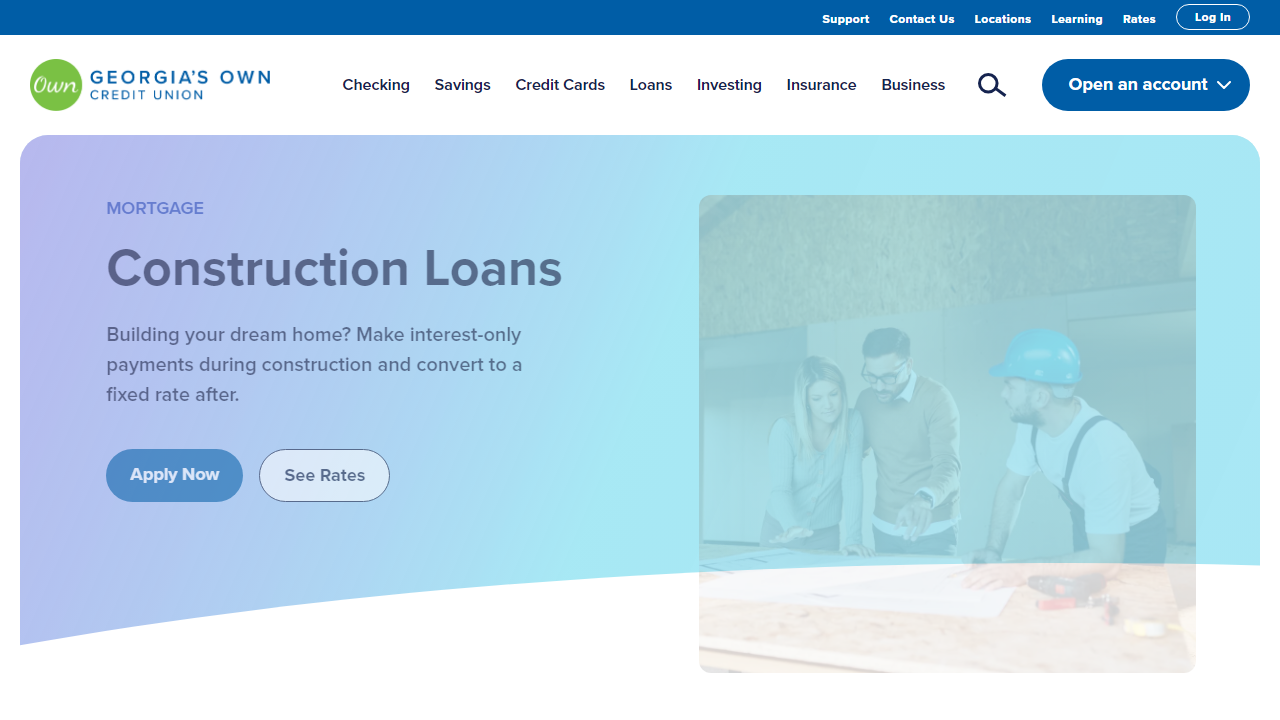 Support Contact Us Locations Learning Rates Log In
Own GEORGIA'S OWN
CREDIT UNION
Checking Savings Credit Cards Loans Investing Insurance Business Open an account
MORTGAGE
Construction Loans
Building your dream home? Make interest-only
payments during construction and convert to a
fixed rate after.
Apply Now See Rates